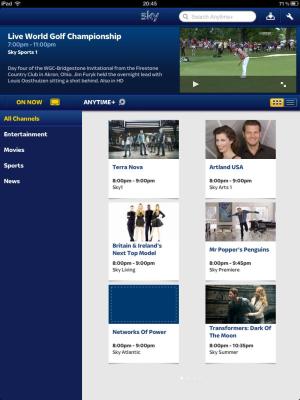 iPad
20:45
71 %
sky
Search Anytime+
Live World Golf Championship
7:00pm - 11:00pm
Sky Sports 1
Day four of the WGC-Bridgestone Invitational from the Firestone
Country Club in Akron, Ohio. Jim Furyk held the overnight lead with
Louis Oosthuizen sitting a shot behind. Also in HD
ON NOW
ANYTIME+
All Channels
Entertainment
Movies
Sports
News
Terra Nova
8:00pm - 9:00pm
Sky1
Artland USA
8:00pm - 9:00pm
Sky Arts 1
Britain & Ireland's
Next Top Model
8:00pm - 9:00pm
Sky Living
Mr Popper's Penguins
8:00pm - 9:45pm
Sky Premiere
Networks Of Power
8:00pm - 9:00pm
Sky Atlantic
Transformers: Dark Of
The Moon
8:00pm - 10:35pm
Sky Summer